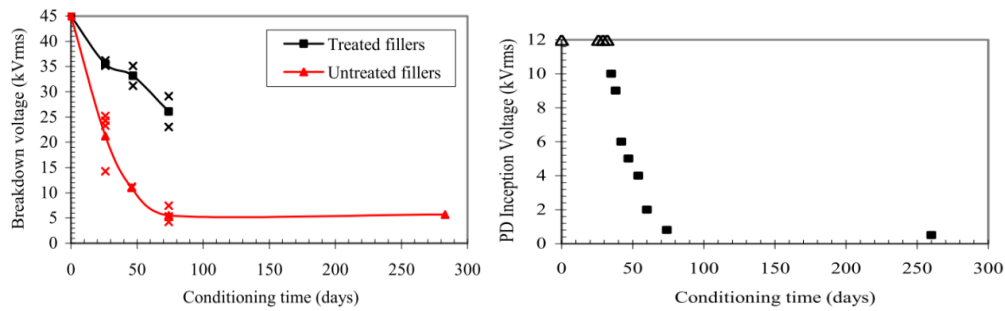 Breakdown voltage (kVrms)
45
40
35
30
25
20
15
10
5
0
Treated fillers
Untreated fillers
0 50 100 150 200 250 300
Conditioning time (days)
PD Inception Voltage (kVrms)
12
10
8
6
4
2
0
0 50 100 150 200 250 300
Conditioning time (days)